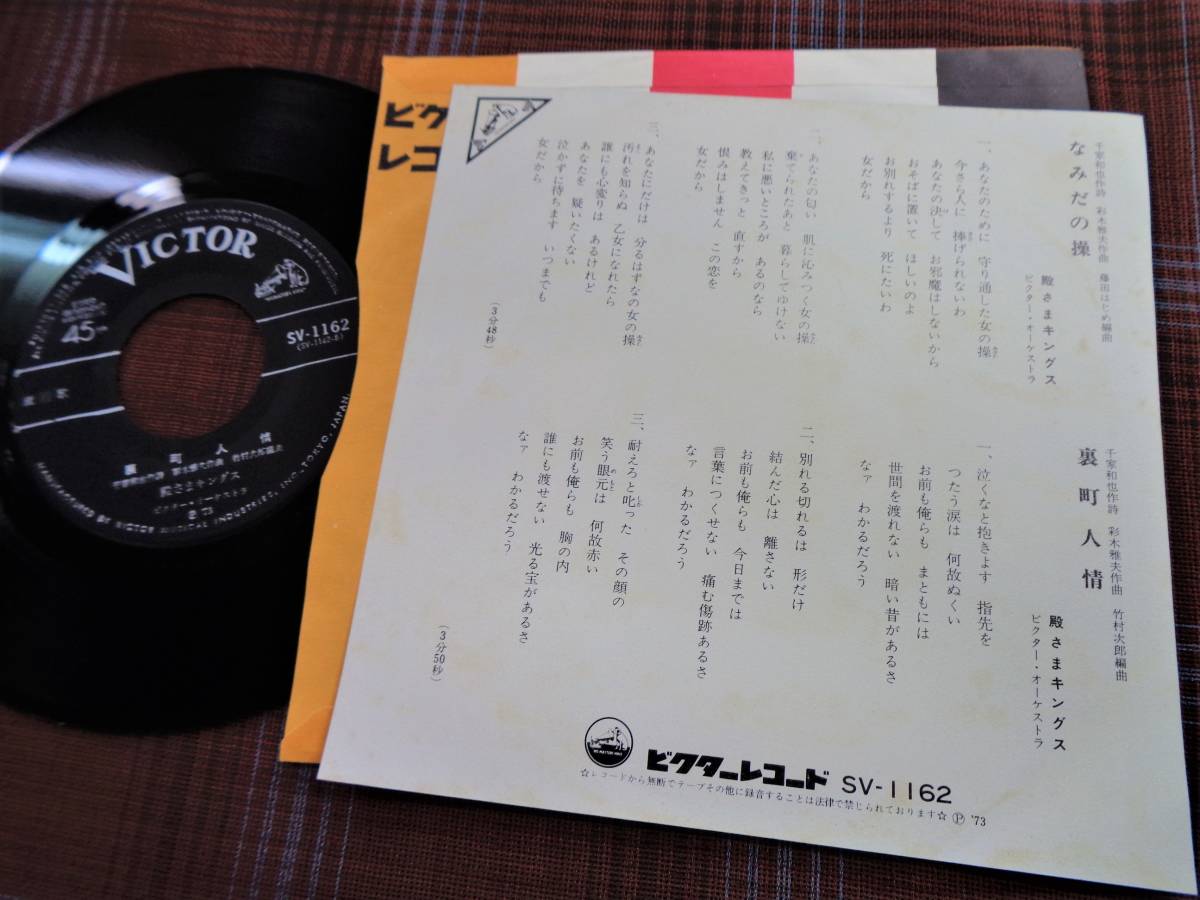 VICTOR
45
SV-1162
(SV-1162-B)
裏町人情
殿さまキングス
ビクター・オーケストラ
Ⓟ '73
MANUFACTURED BY VICTOR MUSICAL INDUSTRIES, INC. TOKYO, JAPAN
ビク
レコ
千家和也作詩 彩木雅夫作曲 藤田はじめ編曲
なみだの操
殿さまキングス
ビクター・オーケストラ
一、あなたのために 守り通した女の操
今さら人に 捧げられないわ
あなたの決して お邪魔はしないから
おそばに置いて ほしいのよ
お別れするより 死にたいわ
女だから
二、あなたの匂い 肌に沁みつく女の操
棄てられたあと 暮らしてゆけない
私に悪いところが あるのなら
教えてきっと 直すから
恨みはしません この恋を
女だから
三、あなたにだけは 分るはずなの女の操
汚れを知らぬ 乙女になれたら
誰にも心変りは あるけれど
あなたを 疑いたくない
泣かずに待ちます いつまでも
女だから
(3分48秒)
千家和也作詩 彩木雅夫作曲 竹村次郎編曲
裏町人情
殿さまキングス
ビクター・オーケストラ
一、泣くなと抱きよす 指先を
つたう涙は 何故ぬくい
お前も俺らも まともには
世間を渡れない 暗い昔があるさ
なァ わかるだろう
二、別れる切れるは 形だけ
結んだ心は 離さない
お前も俺らも 今日までは
言葉につくせない 痛む傷跡あるさ
なァ わかるだろう
三、耐えろと叱った その顔の
笑う眼元は 何故赤い
お前も俺らも 胸の内
誰にも渡せない 光る宝があるさ
なァ わかるだろう
(3分50秒)
ビクターレコード SV-1162
☆レコードから無断でテープその他に録音することは法律で禁じられております☆ Ⓟ '73